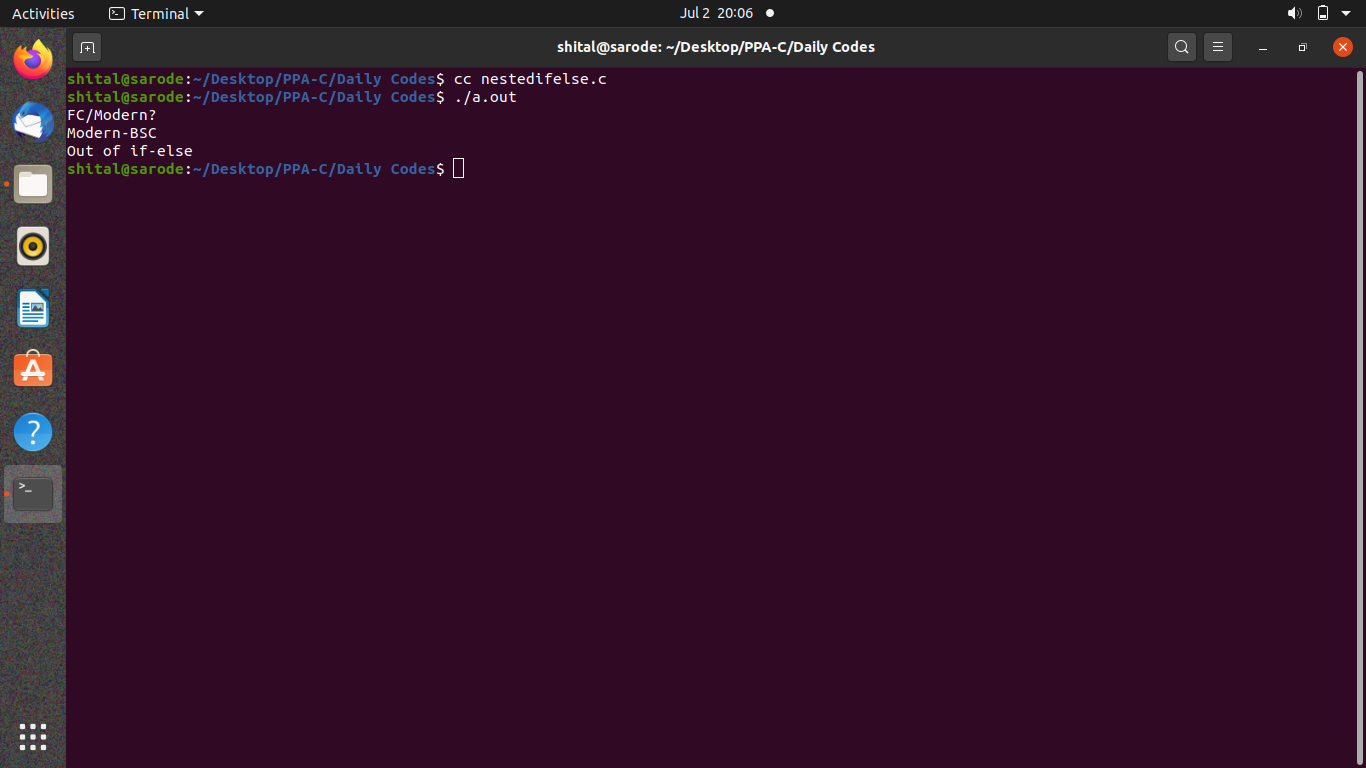 Activities Terminal Jul 2 20:06
shital@sarode: ~/Desktop/PPA-C/Daily Codes
shital@sarode:~/Desktop/PPA-C/Daily Codes$ cc nestedifelse.c
shital@sarode:~/Desktop/PPA-C/Daily Codes$ ./a.out
FC/Modern?
Modern-BSC
Out of if-else
shital@sarode:~/Desktop/PPA-C/Daily Codes$